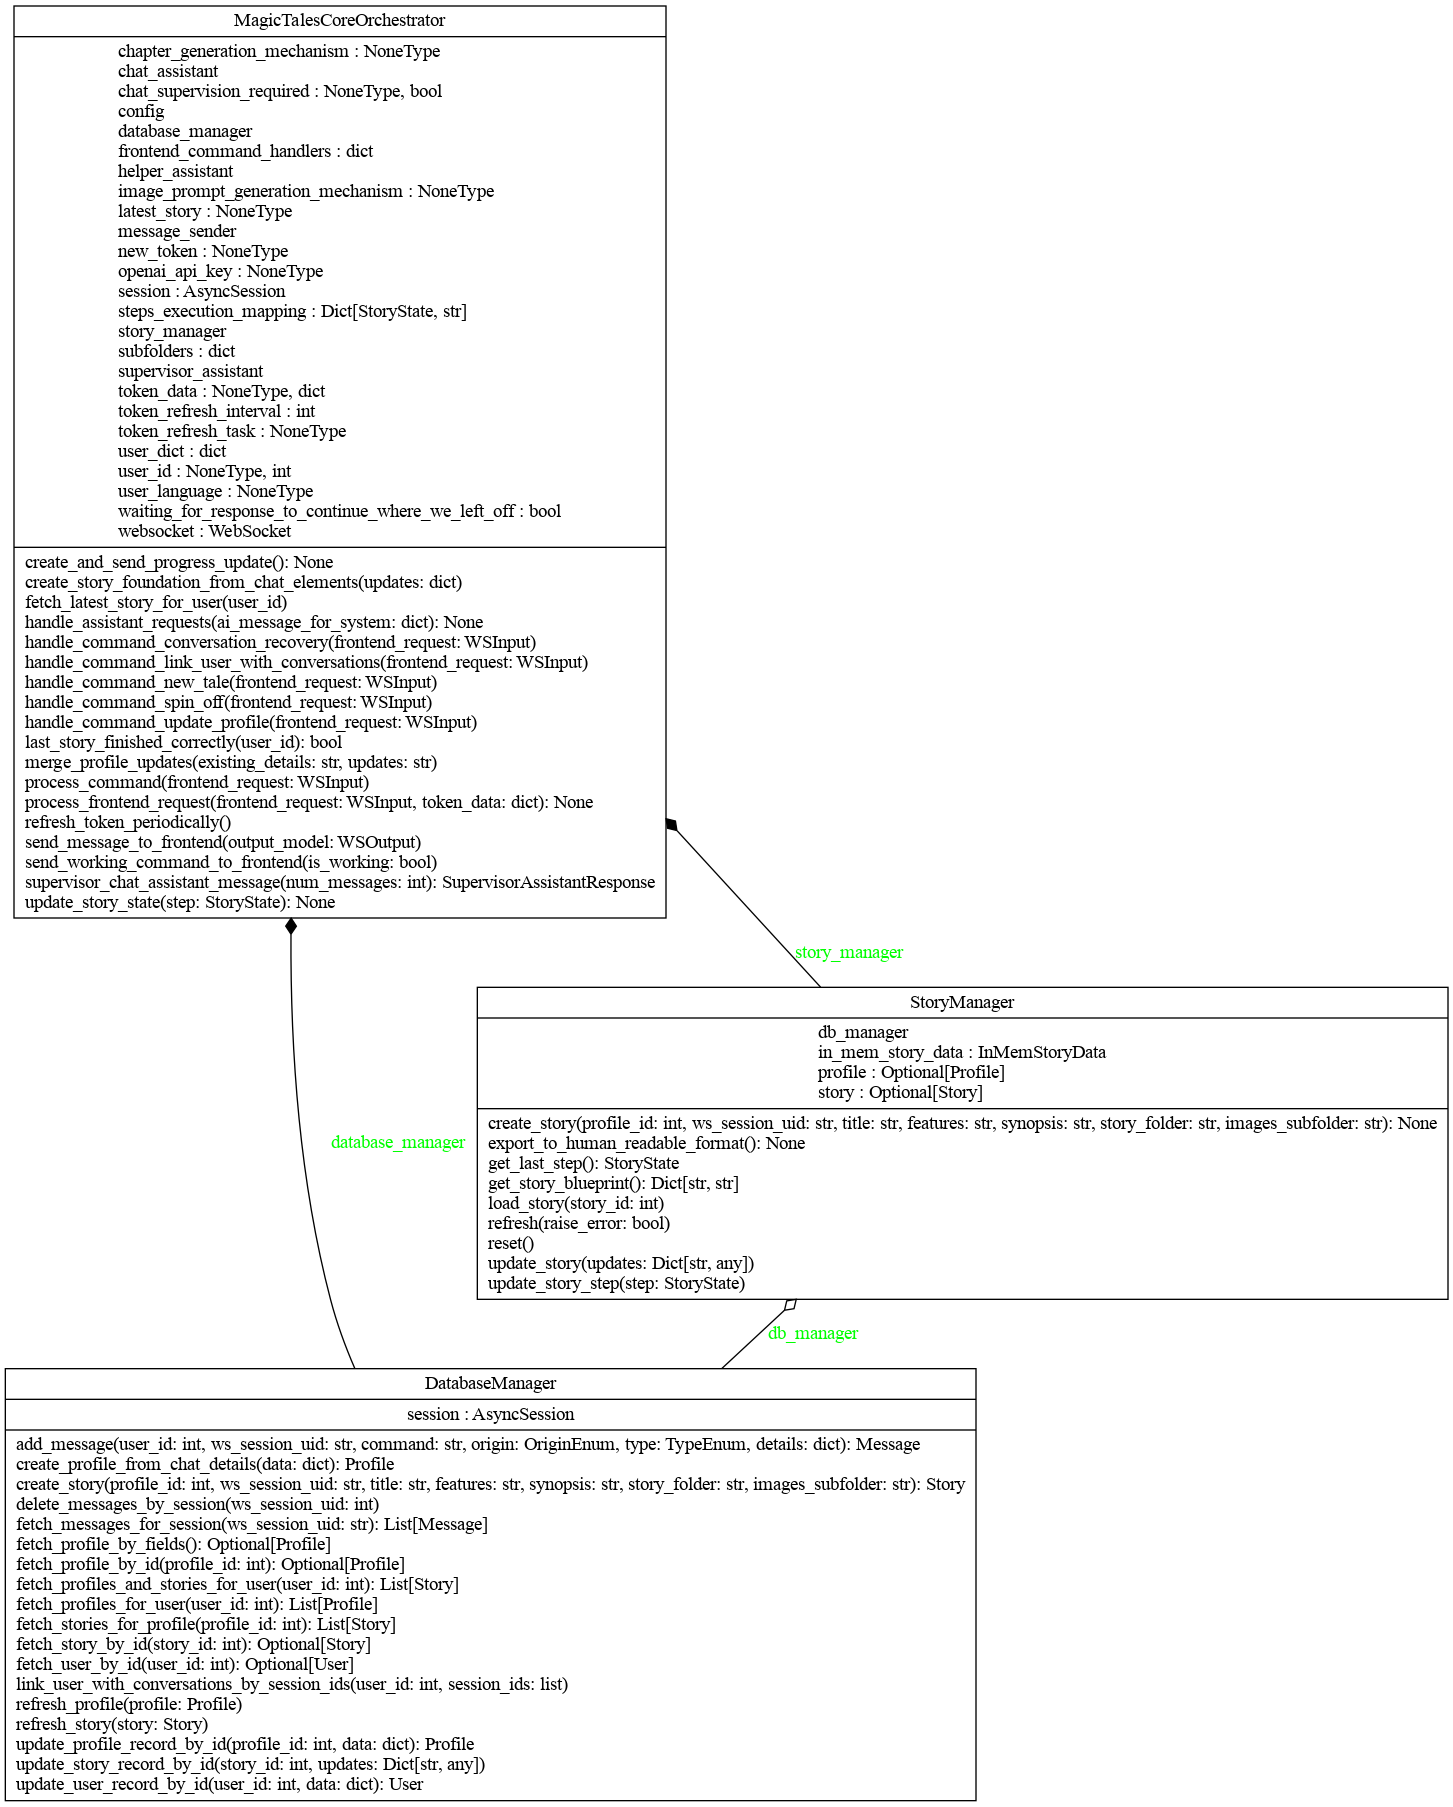 MagicTalesCoreOrchestrator
chapter_generation_mechanism : NoneType
chat_assistant
chat_supervision_required : NoneType, bool
config
database_manager
frontend_command_handlers : dict
helper_assistant
image_prompt_generation_mechanism : NoneType
latest_story : NoneType
message_sender
new_token : NoneType
openai_api_key : NoneType
session : AsyncSession
steps_execution_mapping : Dict[StoryState, str]
story_manager
subfolders : dict
supervisor_assistant
token_data : NoneType, dict
token_refresh_interval : int
token_refresh_task : NoneType
user_dict : dict
user_id : NoneType, int
user_language : NoneType
waiting_for_response_to_continue_where_we_left_off : bool
websocket : WebSocket
create_and_send_progress_update(): None
create_story_foundation_from_chat_elements(updates: dict)
fetch_latest_story_for_user(user_id)
handle_assistant_requests(ai_message_for_system: dict): None
handle_command_conversation_recovery(frontend_request: WSInput)
handle_command_link_user_with_conversations(frontend_request: WSInput)
handle_command_new_tale(frontend_request: WSInput)
handle_command_spin_off(frontend_request: WSInput)
handle_command_update_profile(frontend_request: WSInput)
last_story_finished_correctly(user_id): bool
merge_profile_updates(existing_details: str, updates: str)
process_command(frontend_request: WSInput)
process_frontend_request(frontend_request: WSInput, token_data: dict): None
refresh_token_periodically()
send_message_to_frontend(output_model: WSOutput)
send_working_command_to_frontend(is_working: bool)
supervisor_chat_assistant_message(num_messages: int): SupervisorAssistantResponse
update_story_state(step: StoryState): None
story_manager
StoryManager
db_manager
in_mem_story_data : InMemStoryData
profile : Optional[Profile]
story : Optional[Story]
create_story(profile_id: int, ws_session_uid: str, title: str, features: str, synopsis: str, story_folder: str, images_subfolder: str): None
export_to_human_readable_format(): None
get_last_step(): StoryState
get_story_blueprint(): Dict[str, str]
load_story(story_id: int)
refresh(raise_error: bool)
reset()
update_story(updates: Dict[str, any])
update_story_step(step: StoryState)
database_manager
db_manager
DatabaseManager
session : AsyncSession
add_message(user_id: int, ws_session_uid: str, command: str, origin: OriginEnum, type: TypeEnum, details: dict): Message
create_profile_from_chat_details(data: dict): Profile
create_story(profile_id: int, ws_session_uid: str, title: str, features: str, synopsis: str, story_folder: str, images_subfolder: str): Story
delete_messages_by_session(ws_session_uid: int)
fetch_messages_for_session(ws_session_uid: str): List[Message]
fetch_profile_by_fields(): Optional[Profile]
fetch_profile_by_id(profile_id: int): Optional[Profile]
fetch_profiles_and_stories_for_user(user_id: int): List[Story]
fetch_profiles_for_user(user_id: int): List[Profile]
fetch_stories_for_profile(profile_id: int): List[Story]
fetch_story_by_id(story_id: int): Optional[Story]
fetch_user_by_id(user_id: int): Optional[User]
link_user_with_conversations_by_session_ids(user_id: int, session_ids: list)
refresh_profile(profile: Profile)
refresh_story(story: Story)
update_profile_record_by_id(profile_id: int, data: dict): Profile
update_story_record_by_id(story_id: int, updates: Dict[str, any])
update_user_record_by_id(user_id: int, data: dict): User